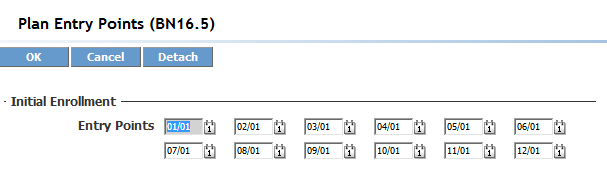 Plan Entry Points (BN16.5)
OK Cancel Detach
Initial Enrollment
Entry Points 01/01 02/01 03/01 04/01 05/01 06/01
07/01 08/01 09/01 10/01 11/01 12/01